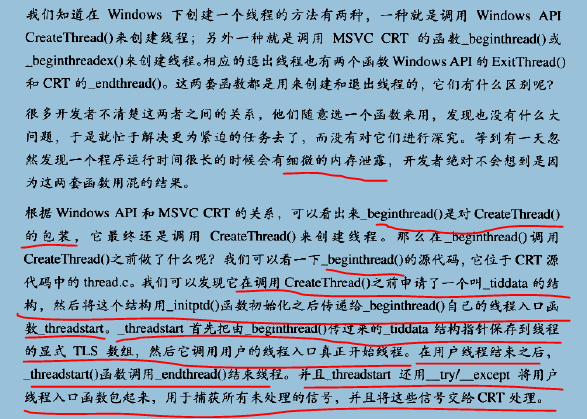 我们知道在 Windows 下创建一个线程的方法有两种，一种就是调用 Windows API
CreateThread()来创建线程；另外一种就是调用 MSVC CRT 的函数_beginthread()或
_beginthreadex()来创建线程。相应的退出线程也有两个函数 Windows API 的 ExitThread()
和 CRT 的_endthread()。这两套函数都是用来创建和退出线程的，它们有什么区别呢？
很多开发者不清楚这两者之间的关系，他们随意选一个函数来用，发现也没有什么大
问题，于是就忙于解决更为紧迫的任务去了，而没有对它们进行深究。等到有一天忽
然发现一个程序运行时间很长的时候会有细微的内存泄露，开发者绝对不会想到是因
为这两套函数用混的结果。
根据 Windows API 和 MSVC CRT 的关系，可以看出来_beginthread()是对 CreateThread()
的包装，它最终还是调用 CreateThread()来创建线程。那么在_beginthread()调用
CreateThread()之前做了什么呢？我们可以看一下_beginthread()的源代码，它位于 CRT 源
代码中的 thread.c。我们可以发现它在调用 CreateThread()之前申请了一个叫_tiddata 的结
构，然后将这个结构用_initptd()函数初始化之后传递给_beginthread()自己的线程入口函
数_threadstart。_threadstart 首先把由_beginthread()传过来的_tiddata 结构指针保存到线程
的显式 TLS 数组，然后它调用用户的线程入口真正开始线程。在用户线程结束之后，
_threadstart()函数调用_endthread()结束线程。并且_threadstart 还用__try/__except 将用户
线程入口函数包起来，用于捕获所有未处理的信号，并且将这些信号交给 CRT 处理。